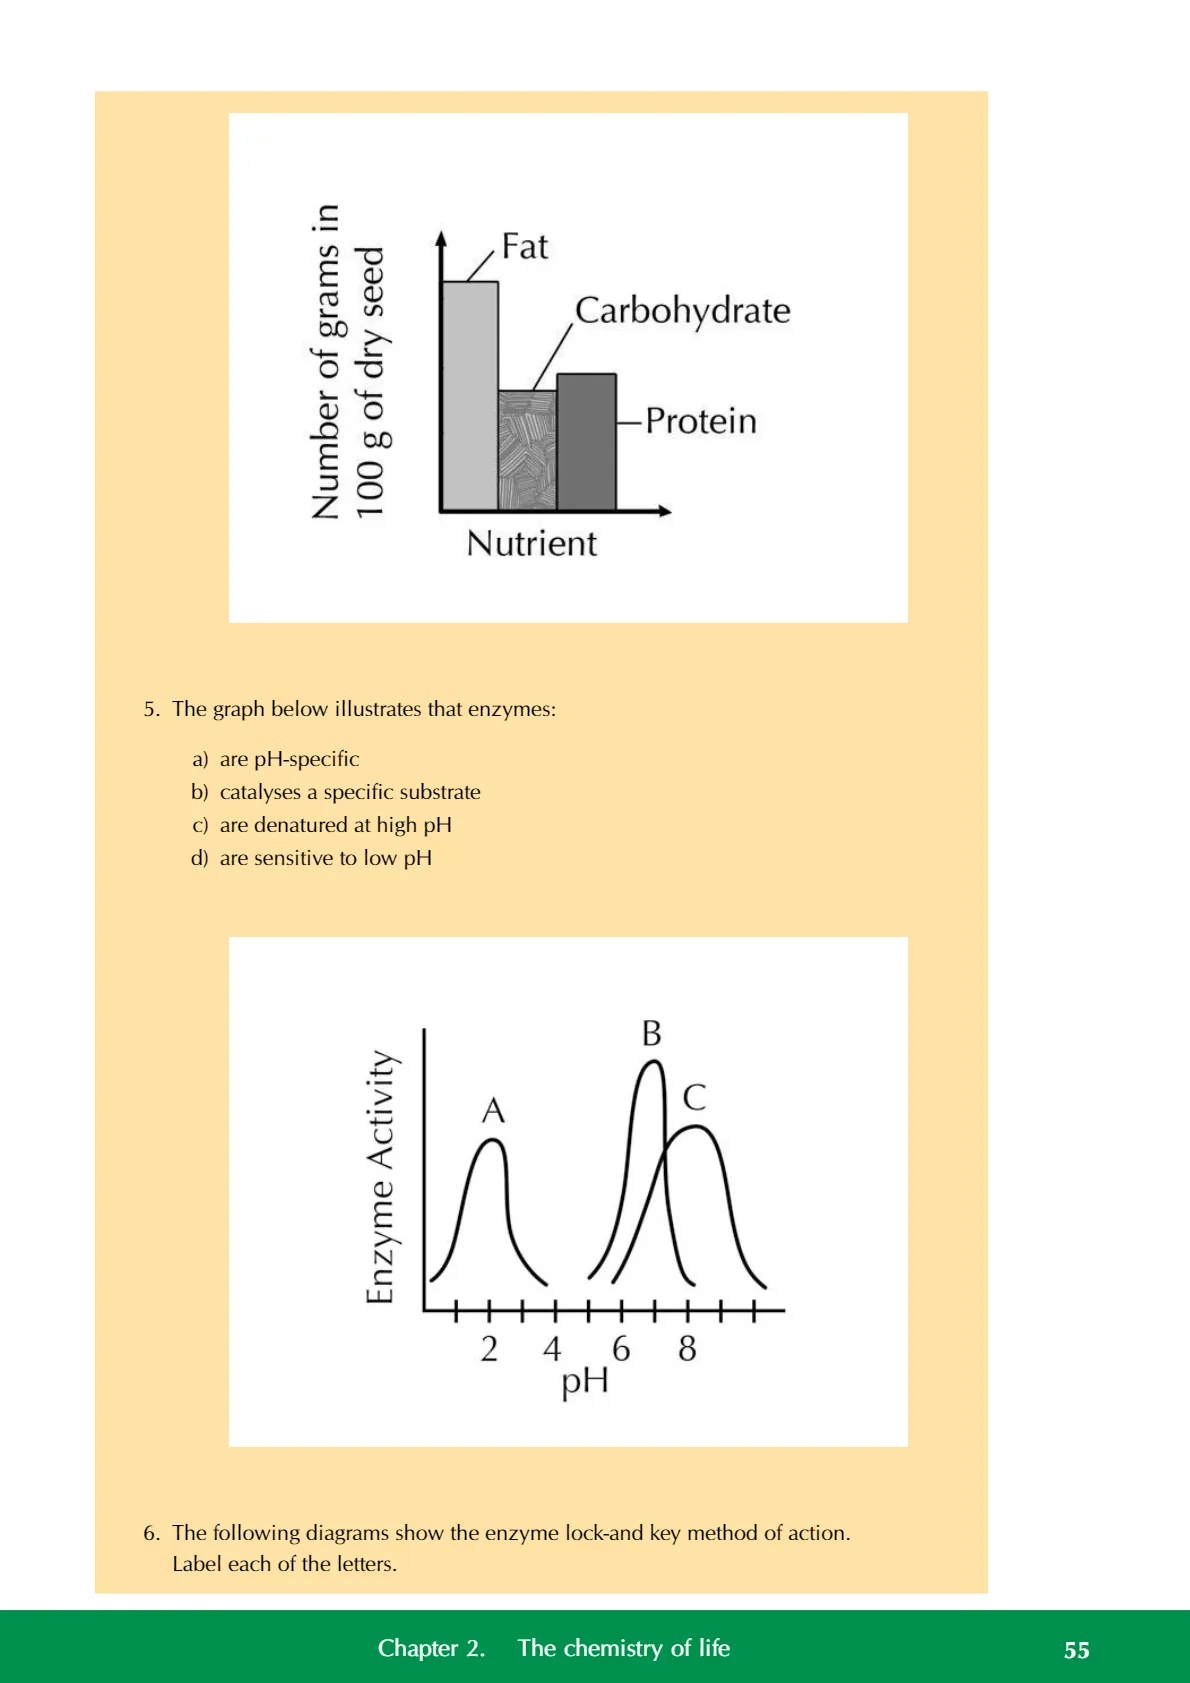 Number of grams in
100 g of dry seed
Fat
Carbohydrate
Protein
Nutrient
5. The graph below illustrates that enzymes:
a) are pH-specific
b) catalyses a specific substrate
c) are denatured at high pH
d) are sensitive to low pH
Enzyme Activity
A
B
C
2 4 6 8
pH
6. The following diagrams show the enzyme lock-and key method of action.
Label each of the letters.
Chapter 2. The chemistry of life 55